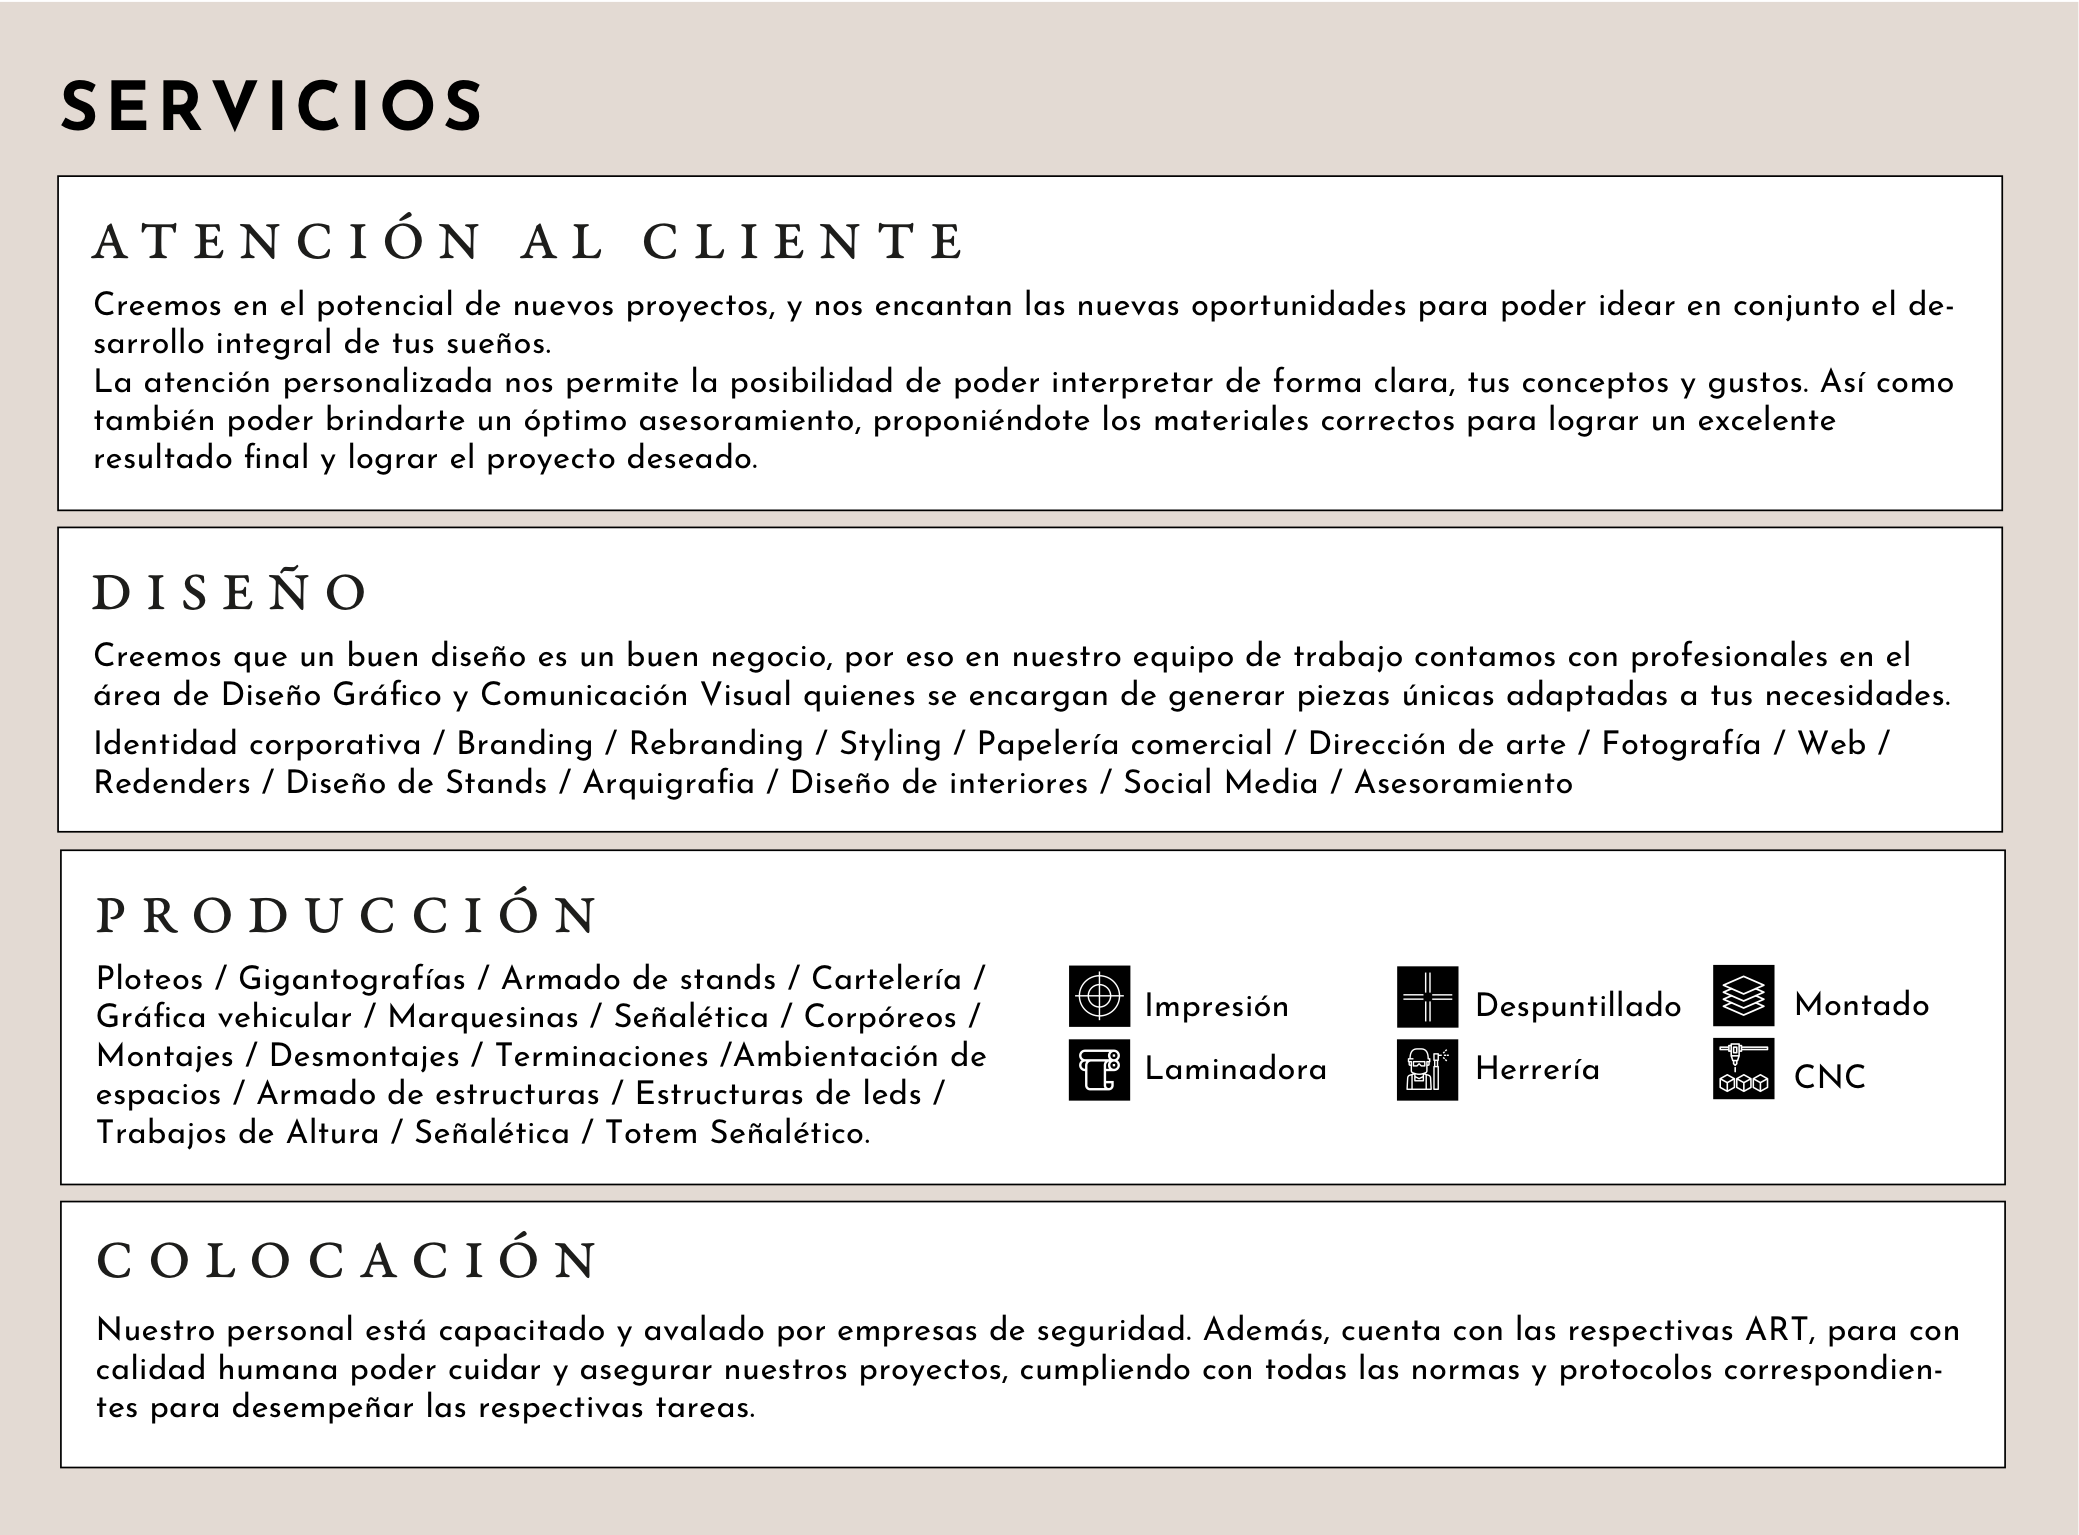 SERVICIOS
ATENCIÓN AL CLIENTE
Creemos en el potencial de nuevos proyectos, y nos encantan las nuevas oportunidades para poder idear en conjunto el de-
sarrollo integral de tus sueños.
La atención personalizada nos permite la posibilidad de poder interpretar de forma clara, tus conceptos y gustos. Así como
también poder brindarte un óptimo asesoramiento, proponiéndote los materiales correctos para lograr un excelente
resultado final y lograr el proyecto deseado.
DISEÑO
Creemos que un buen diseño es un buen negocio, por eso en nuestro equipo de trabajo contamos con profesionales en el
área de Diseño Gráfico y Comunicación Visual quienes se encargan de generar piezas únicas adaptadas a tus necesidades.
Identidad corporativa / Branding / Rebranding / Styling / Papelería comercial / Dirección de arte / Fotografía / Web /
Redenders / Diseño de Stands / Arquigrafia / Diseño de interiores / Social Media / Asesoramiento
PRODUCCIÓN
Ploteos / Gigantografías / Armado de stands / Cartelería /
Gráfica vehicular / Marquesinas / Señalética / Corpóreos /
Montajes / Desmontajes / Terminaciones /Ambientación de
espacios / Armado de estructuras / Estructuras de leds /
Trabajos de Altura / Señalética / Totem Señalético.
Impresión
Despuntillado
Montado
Laminadora
Herrería
CNC
COLOCACIÓN
Nuestro personal está capacitado y avalado por empresas de seguridad. Además, cuenta con las respectivas ART, para con
calidad humana poder cuidar y asegurar nuestros proyectos, cumpliendo con todas las normas y protocolos correspondien-
tes para desempeñar las respectivas tareas.